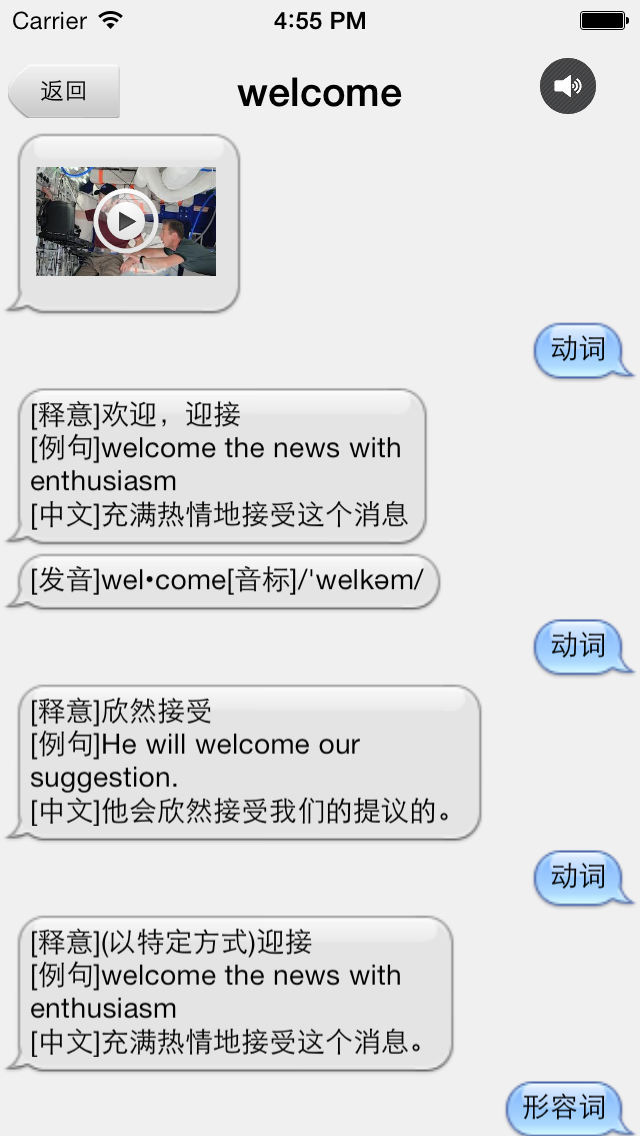 Carrier 4:55 PM
返回 welcome
动词
[释意]欢迎，迎接
[例句]welcome the news with
enthusiasm
[中文]充满热情地接受这个消息
[发音]wel•come[音标]/'welkəm/
动词
[释意]欣然接受
[例句]He will welcome our
suggestion.
[中文]他会欣然接受我们的提议的。
动词
[释意](以特定方式)迎接
[例句]welcome the news with
enthusiasm
[中文]充满热情地接受这个消息。
形容词